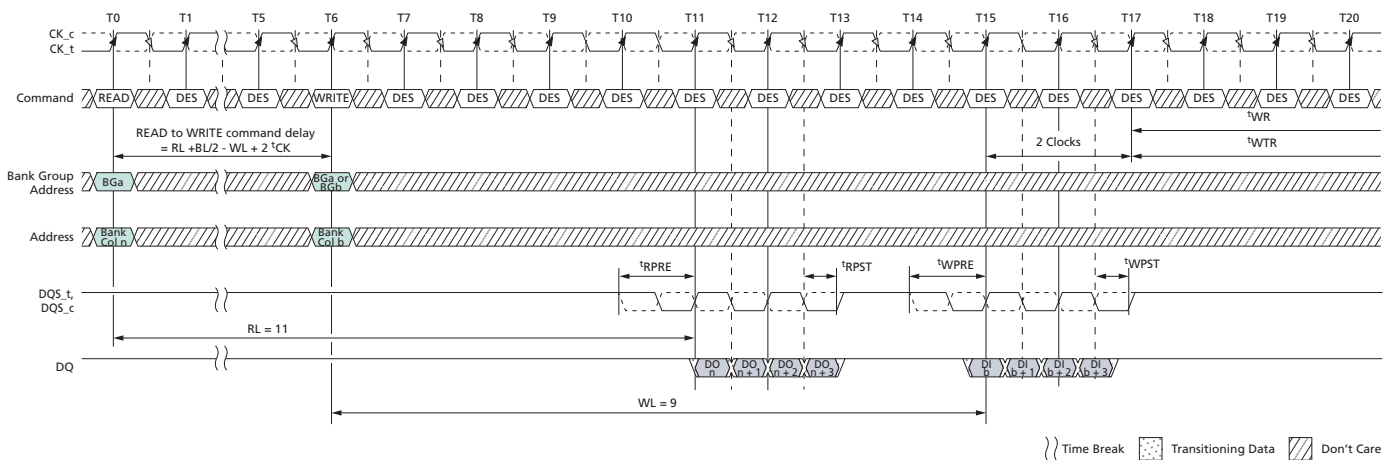 T0 T1 T5 T6 T7 T8 T9 T10 T11 T12 T13 T14 T15 T16 T17 T18 T19 T20
CK_c
CK_t
Command READ DES DES WRITE DES DES DES DES DES DES DES DES DES DES DES DES DES DES
READ to WRITE command delay
= RL +BL/2 - WL + 2 tCK
tWR
2 Clocks
tWTR
Bank Group
Address
BGa
BGa or
BGb
Address
Bank
Col n
Bank
Col b
tRPRE tRPST tWPRE tWPST
DQS_t,
DQS_c
RL = 11
DQ
DO
n
DO
n + 1
DO
n + 2
DO
n + 3
DI
b
DI
b + 1
DI
b + 2
DI
b + 3
WL = 9
Time Break Transitioning Data Don't Care